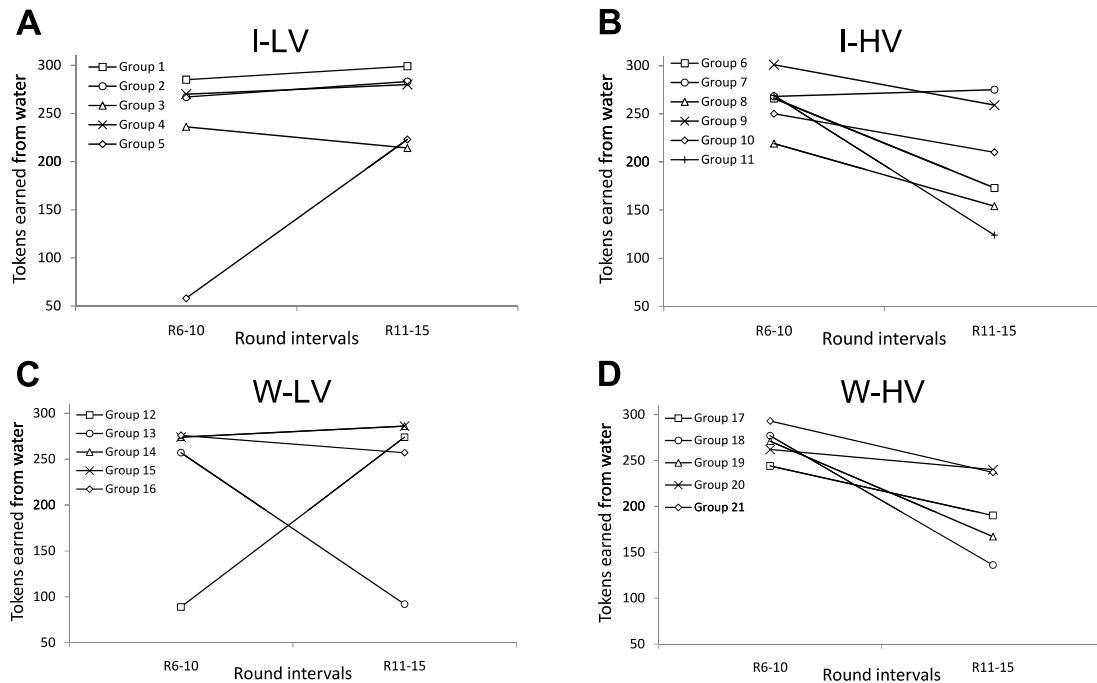 A
I-LV
Tokens earned from water
300
250
200
150
100
50
Group 1
Group 2
Group 3
Group 4
Group 5
R6-10
R11-15
Round intervals
B
I-HV
Tokens earned from water
300
250
200
150
100
50
Group 6
Group 7
Group 8
Group 9
Group 10
Group 11
R6-10
R11-15
Round intervals
C
W-LV
Tokens earned from water
300
250
200
150
100
50
Group 12
Group 13
Group 14
Group 15
Group 16
R6-10
R11-15
Round intervals
D
W-HV
Tokens earned from water
300
250
200
150
100
50
Group 17
Group 18
Group 19
Group 20
Group 21
R6-10
R11-15
Round intervals